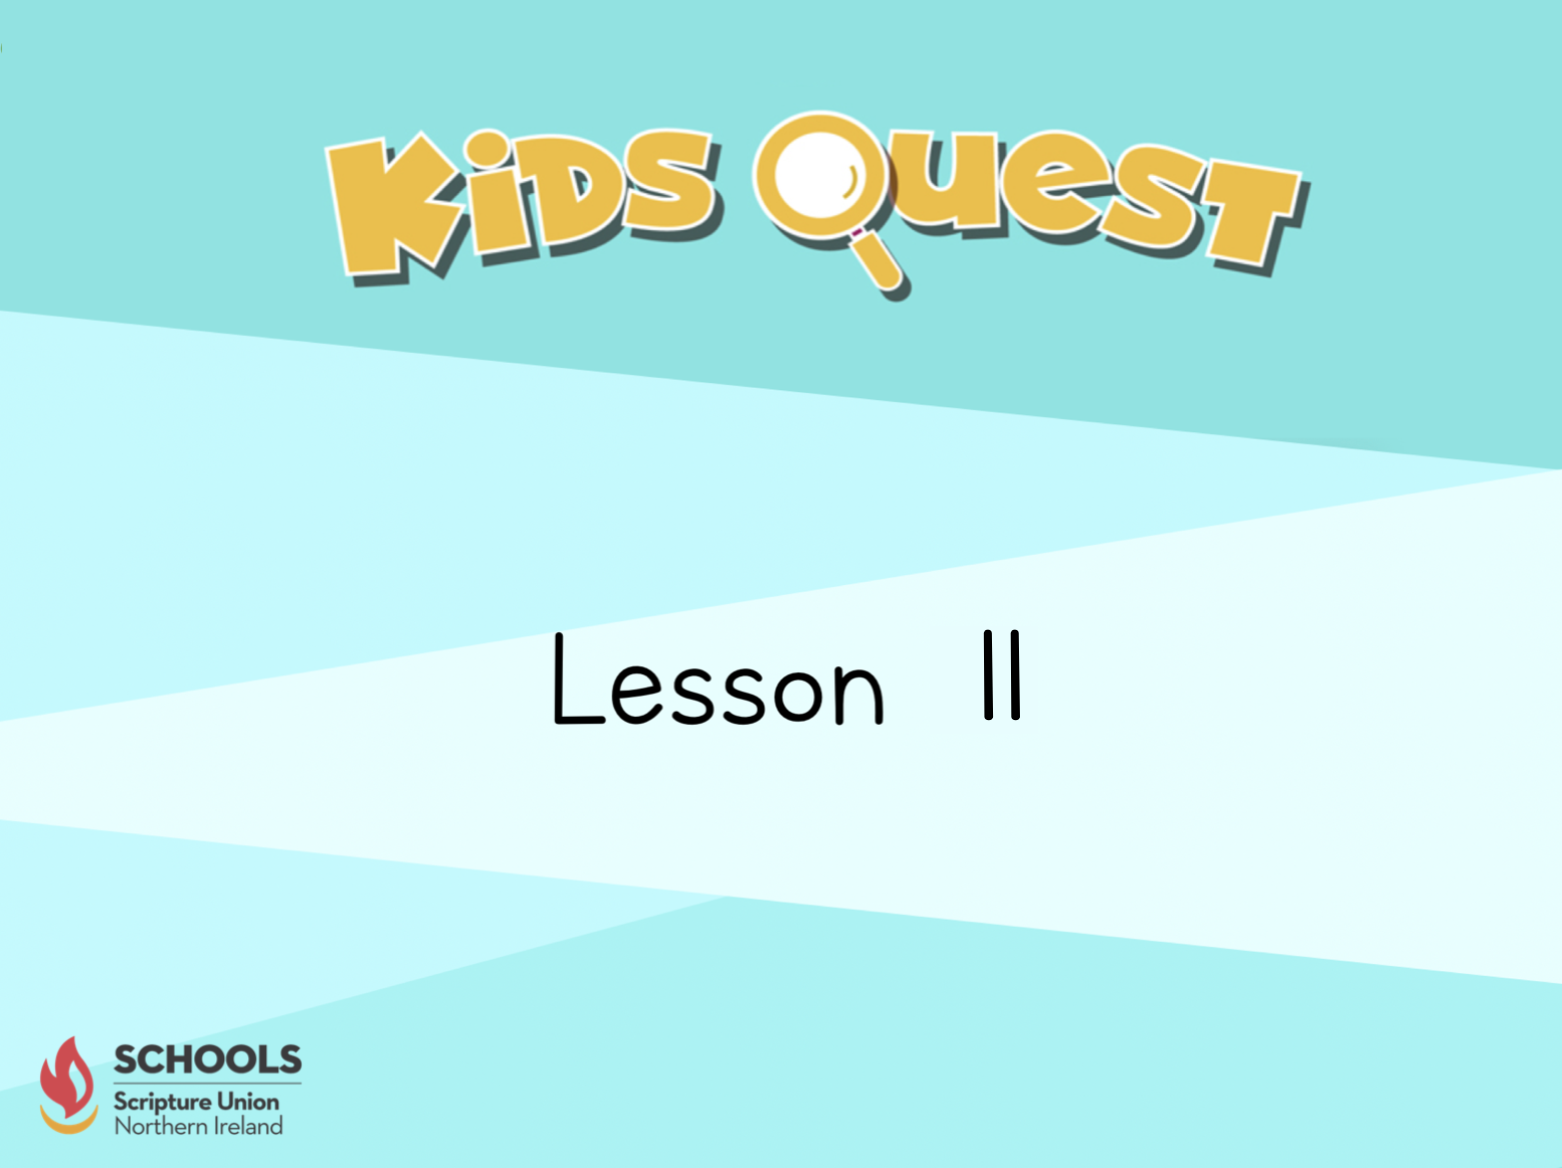 KiDS QUEST
Lesson 11
SCHOOLS
Scripture Union
Northern Ireland